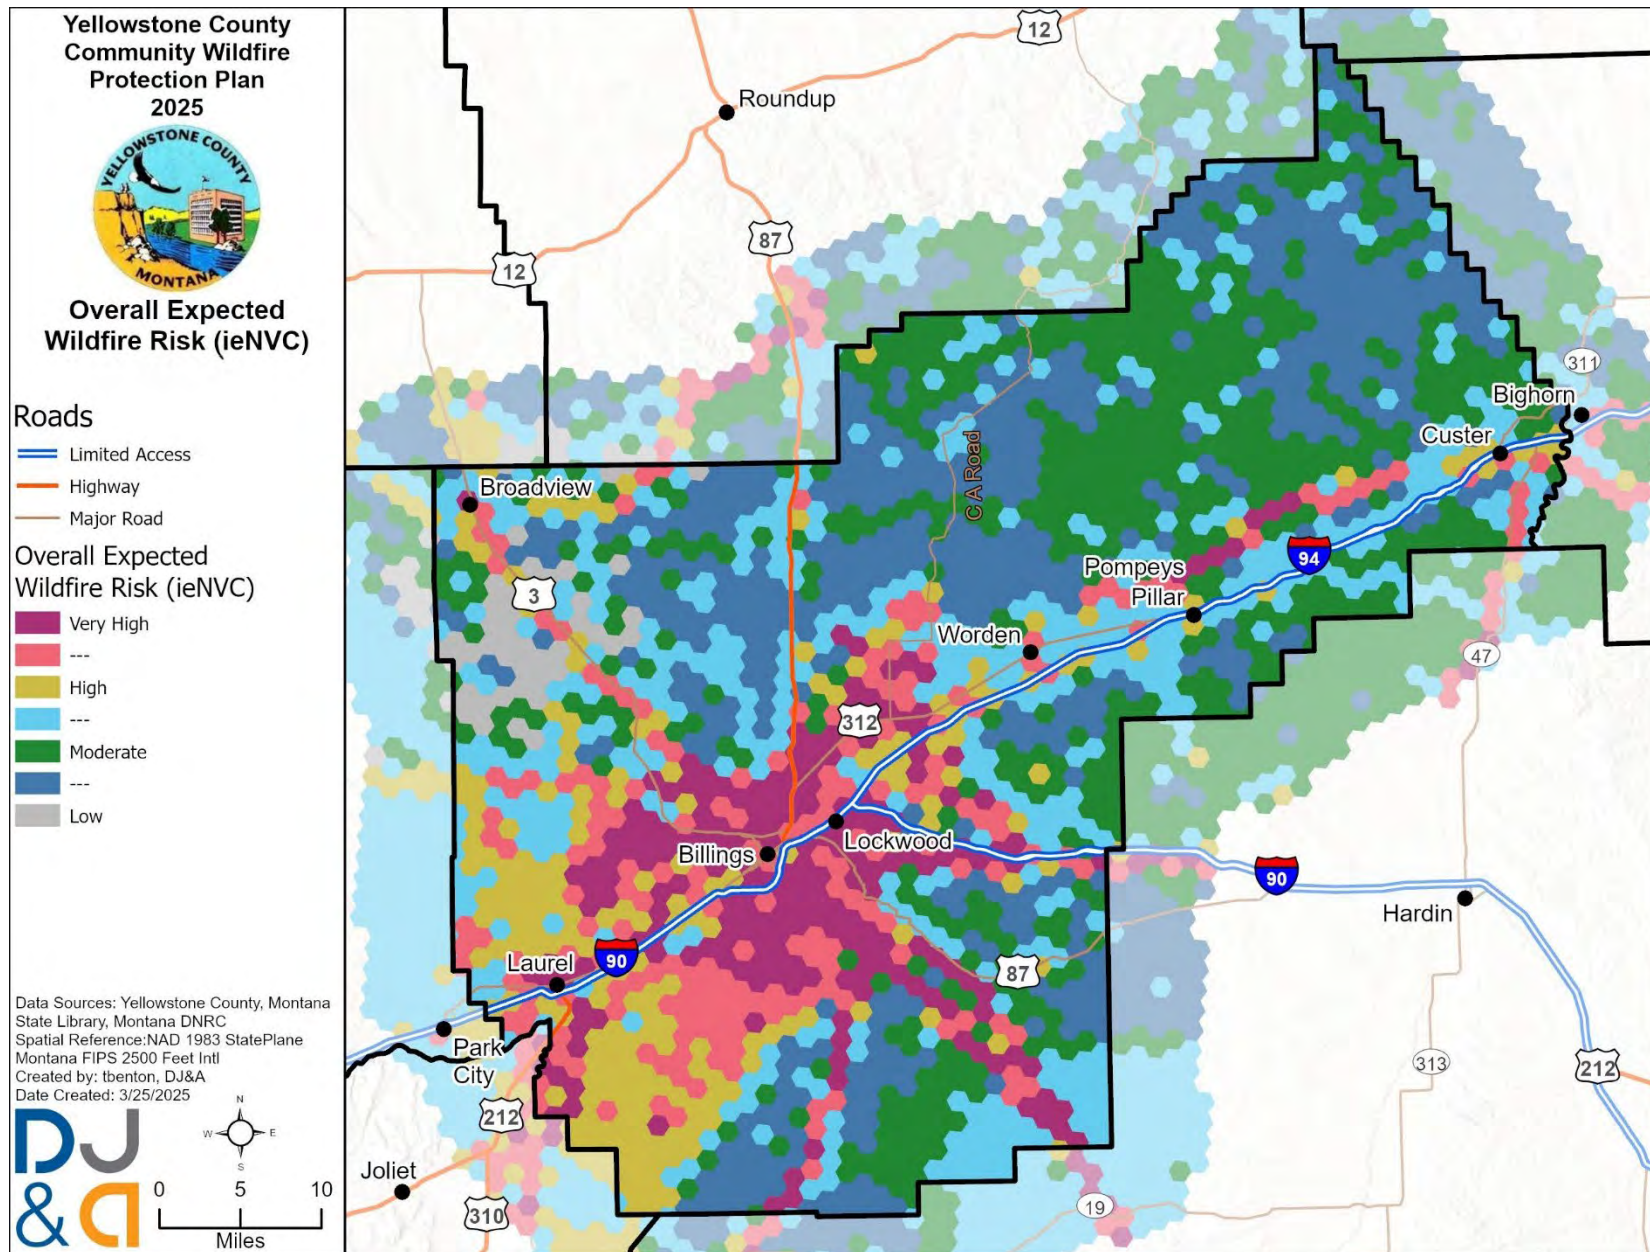 Yellowstone County
Community Wildfire
Protection Plan
2025
YELLOWSTONE COUNTY
MONTANA
Overall Expected
Wildfire Risk (ieNVC)
Roads
Limited Access
Highway
Major Road
Overall Expected
Wildfire Risk (ieNVC)
Very High
---
High
---
Moderate
---
Low
Data Sources: Yellowstone County, Montana
State Library, Montana DNRC
Spatial Reference:NAD 1983 StatePlane
Montana FIPS 2500 Feet Intl
Created by: tbenton, DJ&A
Date Created: 3/25/2025
DJ
&a
N
W
E
S
0
5
10
Miles
12
Roundup
87
12
311
Bighorn
Custer
C A Road
Broadview
94
Pompeys
Pillar
3
Worden
47
312
Lockwood
Billings
90
Hardin
Laurel
90
87
Park
City
313
212
212
Joliet
19
310